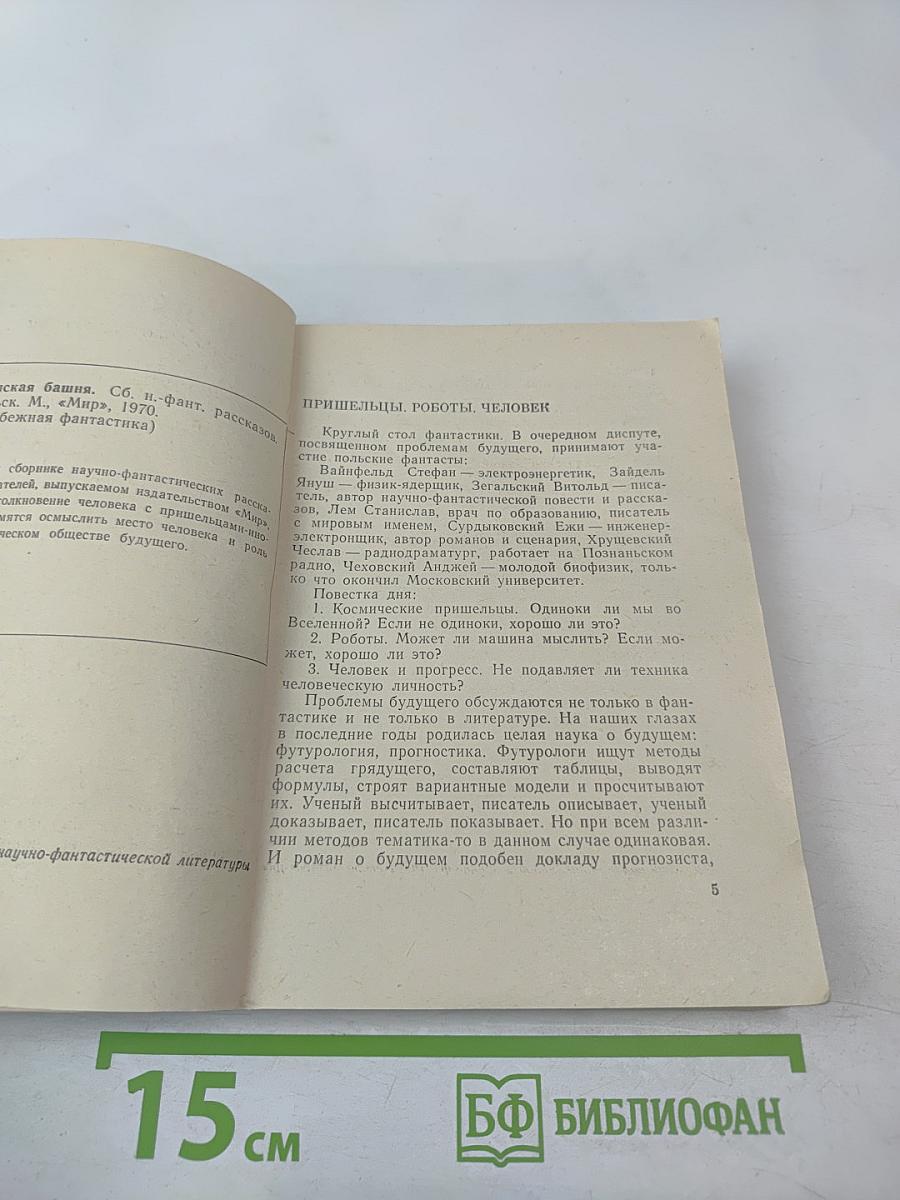 ская башня. Сб. н.-фант. рассказов.
ск. М., «Мир», 1970.
бежная фантастика)
сборнике научно-фантастических расска-
ателей, выпускаемом издательством «Мир»,
толкновение человека с пришельцами-ино-
мятся осмыслить место человека и роль
ческом обществе будущего.
научно-фантастической литературы
ПРИШЕЛЬЦЫ. РОБОТЫ. ЧЕЛОВЕК
Круглый стол фантастики. В очередном диспуте,
посвященном проблемам будущего, принимают уча-
стие польские фантасты:
Вайнфельд Стефан — электроэнергетик, Зайдель
Януш — физик-ядерщик, Зегальский Витольд — писа-
тель, автор научно-фантастической повести и расска-
зов, Лем Станислав, врач по образованию, писатель
с мировым именем, Сурдыковский Ежи — инженер-
электронщик, автор романов и сценария, Хрущевский
Чеслав — радиодраматург, работает на Познаньском
радио, Чеховский Анджей — молодой биофизик, толь-
ко что окончил Московский университет.
Повестка дня:
1. Космические пришельцы. Одиноки ли мы во
Вселенной? Если не одиноки, хорошо ли это?
2. Роботы. Может ли машина мыслить? Если мо-
жет, хорошо ли это?
3. Человек и прогресс. Не подавляет ли техника
человеческую личность?
Проблемы будущего обсуждаются не только в фан-
тастике и не только в литературе. На наших глазах
в последние годы родилась целая наука о будущем:
футурология, прогностика. Футурологи ищут методы
расчета грядущего, составляют таблицы, выводят
формулы, строят вариантные модели и просчитывают
их. Ученый высчитывает, писатель описывает, ученый
доказывает, писатель показывает. Но при всем разли-
чии методов тематика-то в данном случае одинаковая.
И роман о будущем подобен докладу прогнозиста,
5
15 см
БФ БИБЛИОФАН